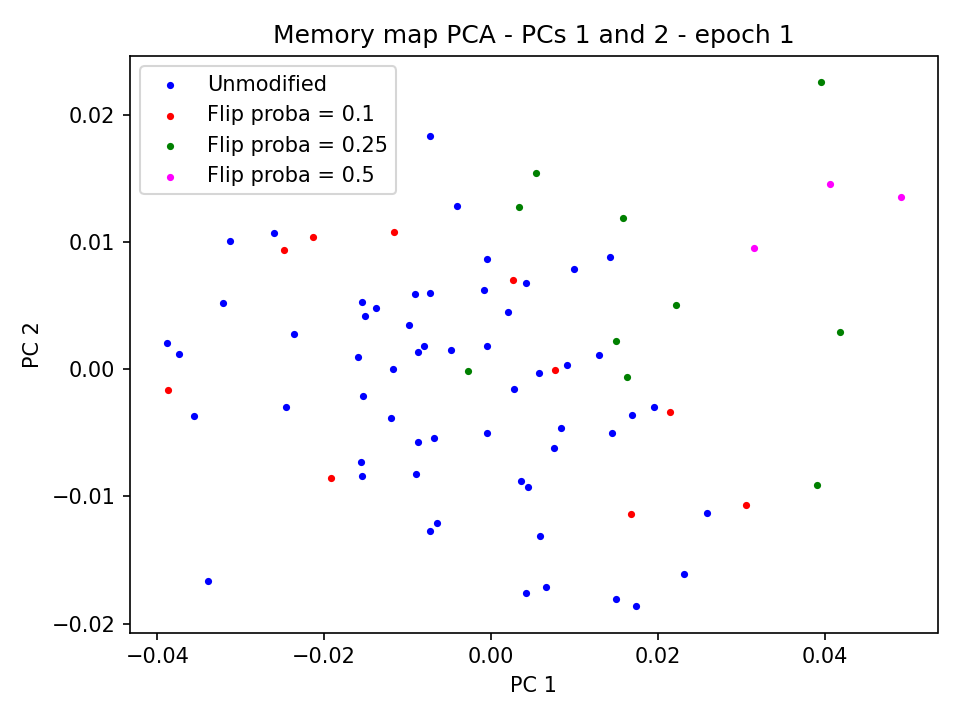 Memory map PCA - PCs 1 and 2 - epoch 1
Unmodified
Flip proba = 0.1
Flip proba = 0.25
Flip proba = 0.5
0.02
0.01
0.00
−0.01
−0.02
PC 2
−0.04
−0.02
0.00
0.02
0.04
PC 1